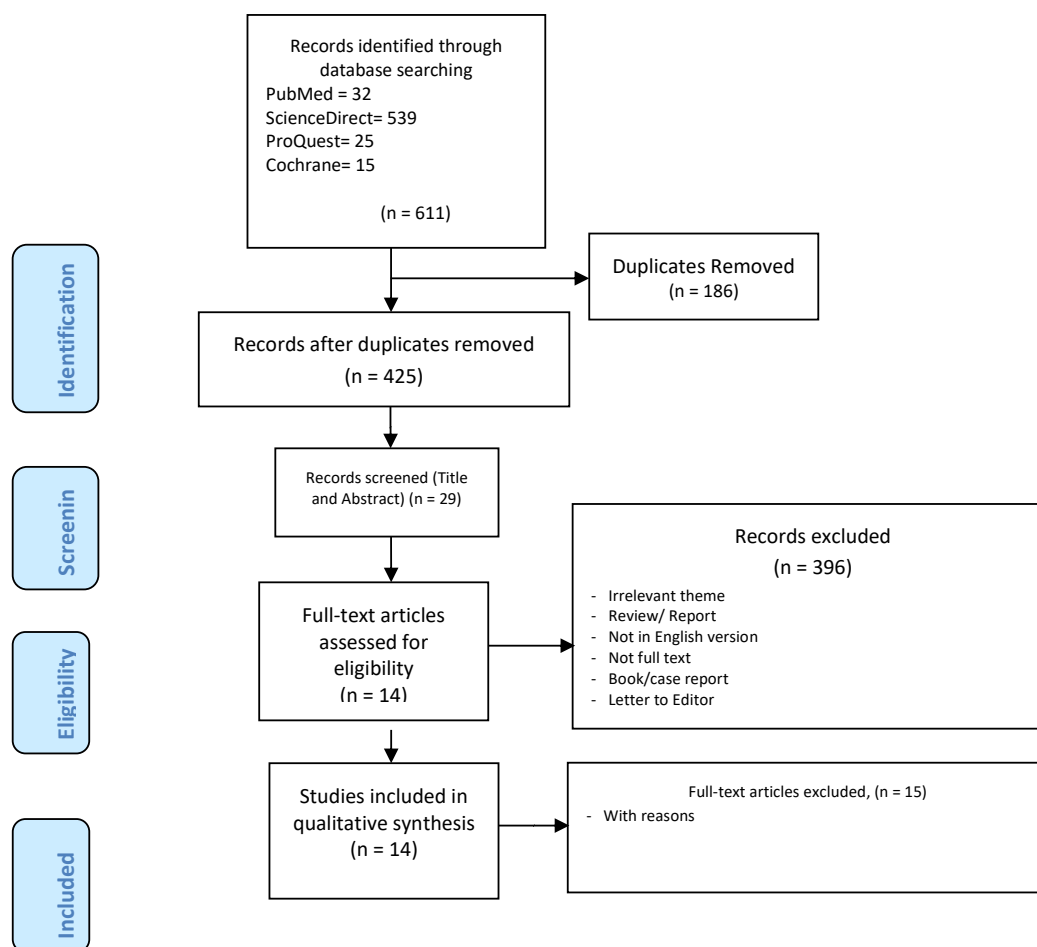 Records identified through
database searching
PubMed = 32
ScienceDirect= 539
ProQuest= 25
Cochrane= 15
(n = 611)
Identification
Duplicates Removed
(n = 186)
Records after duplicates removed
(n = 425)
Screenin
Records screened (Title
and Abstract) (n = 29)
Records excluded
(n = 396)
- Irrelevant theme
- Review/ Report
- Not in English version
- Not full text
- Book/case report
- Letter to Editor
Eligibility
Full-text articles
assessed for
eligibility
(n = 14)
Included
Studies included in
qualitative synthesis
(n = 14)
Full-text articles excluded, (n = 15)
- With reasons